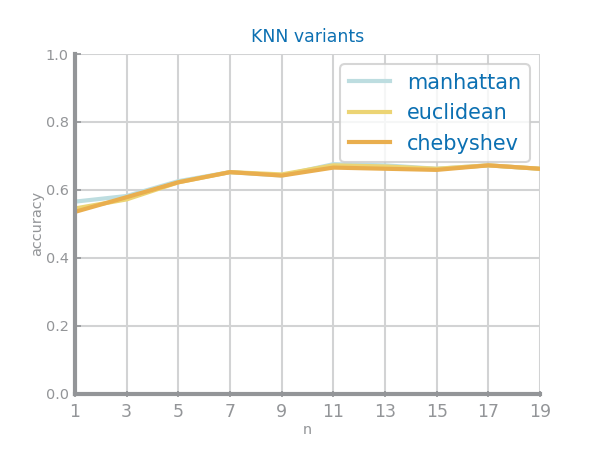 KNN variants
1.0
0.8
0.6
0.4
0.2
0.0
accuracy
manhattan
euclidean
chebyshev
1 3 5 7 9 11 13 15 17 19
n